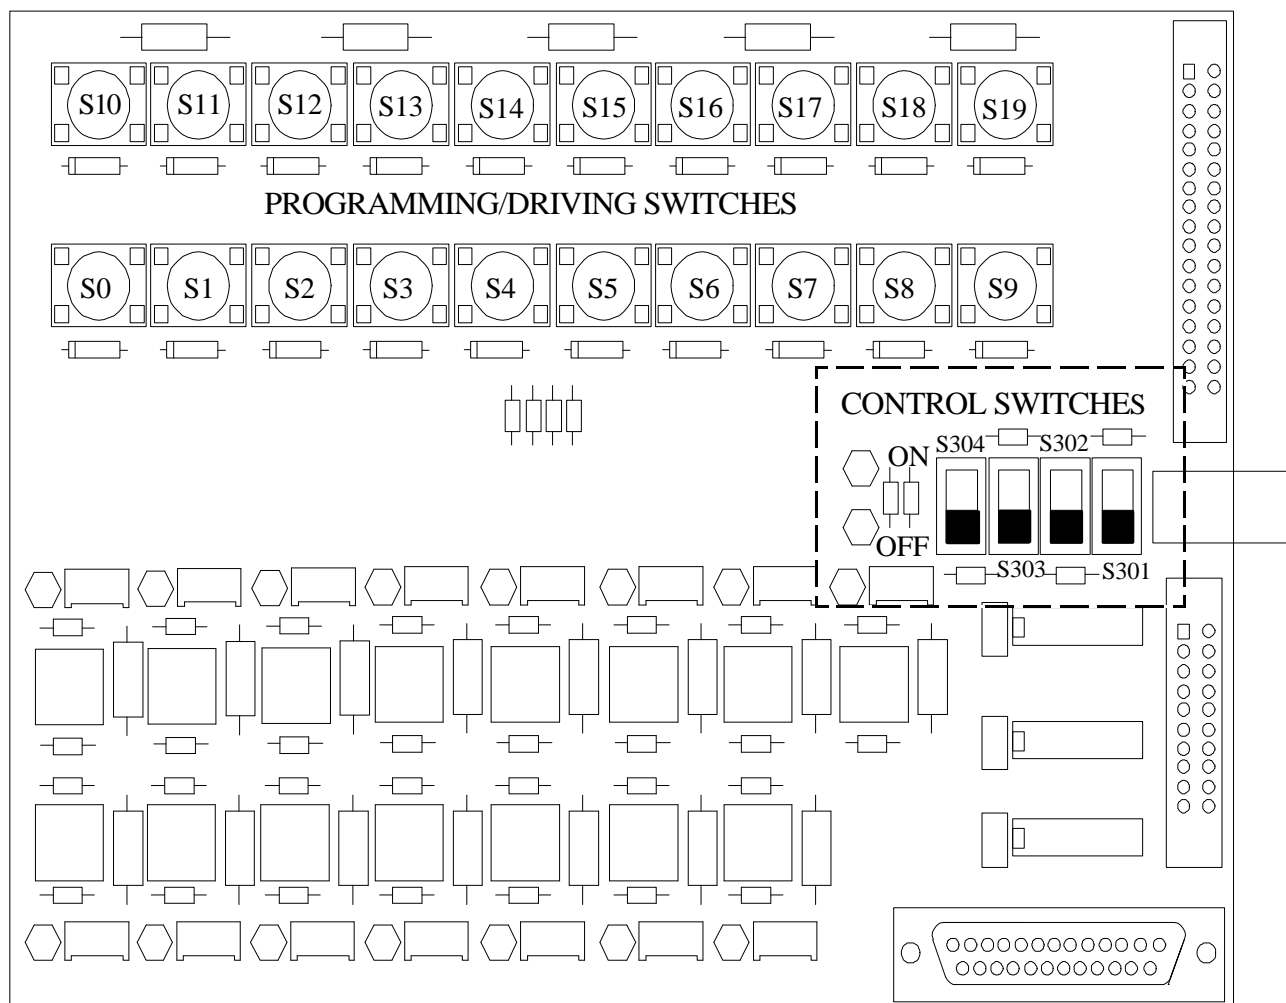 S10 S11 S12 S13 S14 S15 S16 S17 S18 S19
PROGRAMMING/DRIVING SWITCHES
S0 S1 S2 S3 S4 S5 S6 S7 S8 S9
CONTROL SWITCHES
S304 S302
ON
OFF
S303 S301